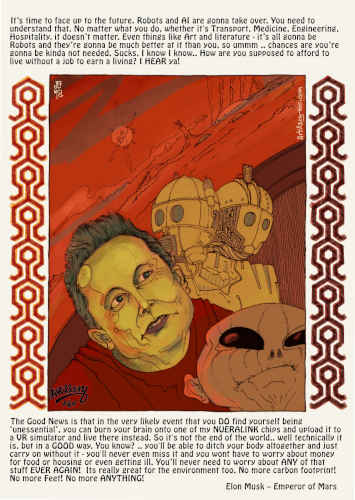 It's time to face up to the future. Robots and AI are gonna take over. You need to
understand that. No matter what you do, whether it's Transport, Medicine, Engineering,
Hospitality, it doesn't matter. Even things like Art and literature - it's all gonna be
Robots and they're gonna be much better at it than you, so ummm .. chances are you're
gonna be kinda not needed. Sucks, I know I know.. How are you supposed to afford to
live without a job to earn a living? I HEAR ya!
The Good News is that in the very likely event that you DO find yourself being
'unessential', you can burn your brain onto one of my NUERALINK chips and upload it to
a VR simulator and live there instead. So it's not the end of the world.. well technically it
is, but in a GOOD way, You know? .. you'll be able to ditch your body altogether and just
carry on without it - you'll never even miss it and you wont have to worry about money
for food or housing or even getting ill. You'll never need to worry about ANY of that
stuff EVER AGAIN! Its really great for the environment too. No more carbon footprint!
No more Feet! No more ANYTHING!
Elon Musk - Emperor of Mars